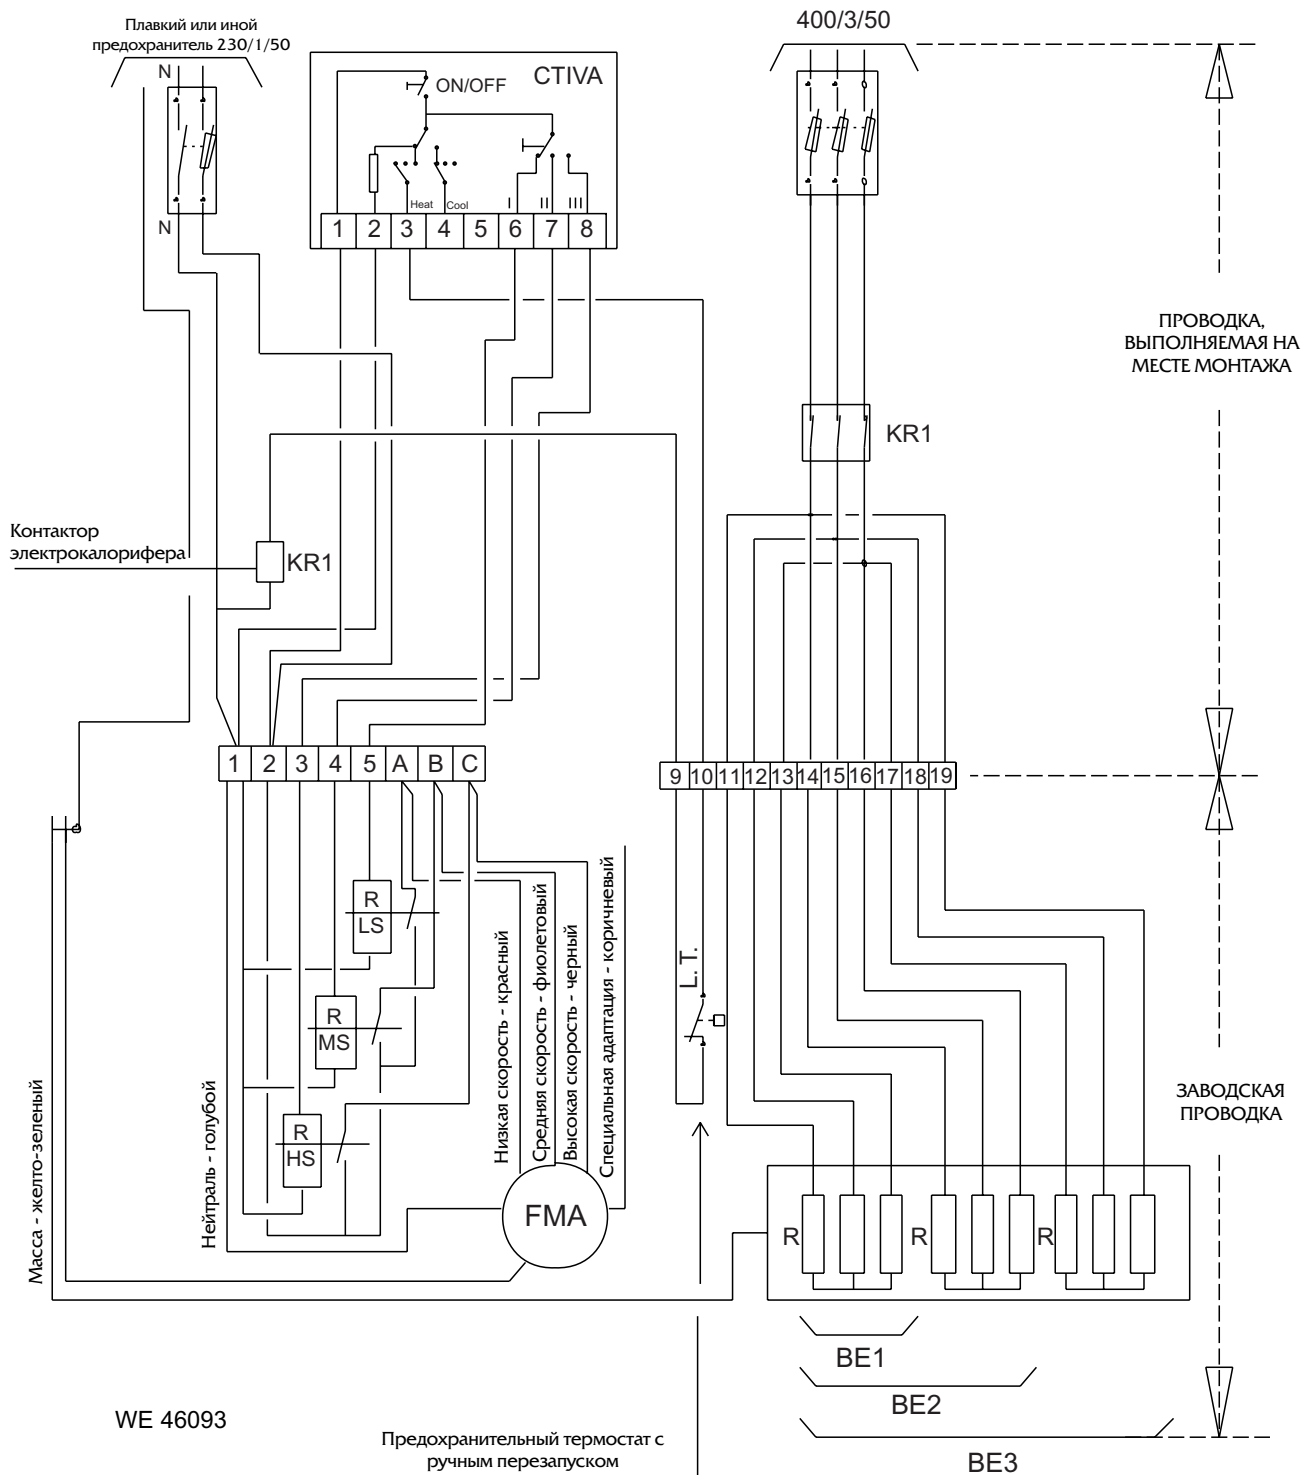 Плавкий или иной
предохранитель 230/1/50
400/3/50
N
CTIVA
ON/OFF
Heat
Cool
I
II
III
N
1 2 3 4 5 6 7 8
ПРОВОДКА,
ВЫПОЛНЯЕМАЯ НА
МЕСТЕ МОНТАЖА
KR1
Контактор
электрокалорифера
KR1
1 2 3 4 5 A B C
9 10 11 12 13 14 15 16 17 18 19
R
LS
R
MS
R
HS
Масса - желто-зеленый
Нейтраль - голубой
Низкая скорость - красный
Средняя скорость - фиолетовый
Высокая скорость - черный
Специальная адаптация - коричневый
L. T.
ЗАВОДСКАЯ
ПРОВОДКА
FMA
R
R
R
BE1
BE2
BE3
WE 46093
Предохранительный термостат с
ручным перезапуском